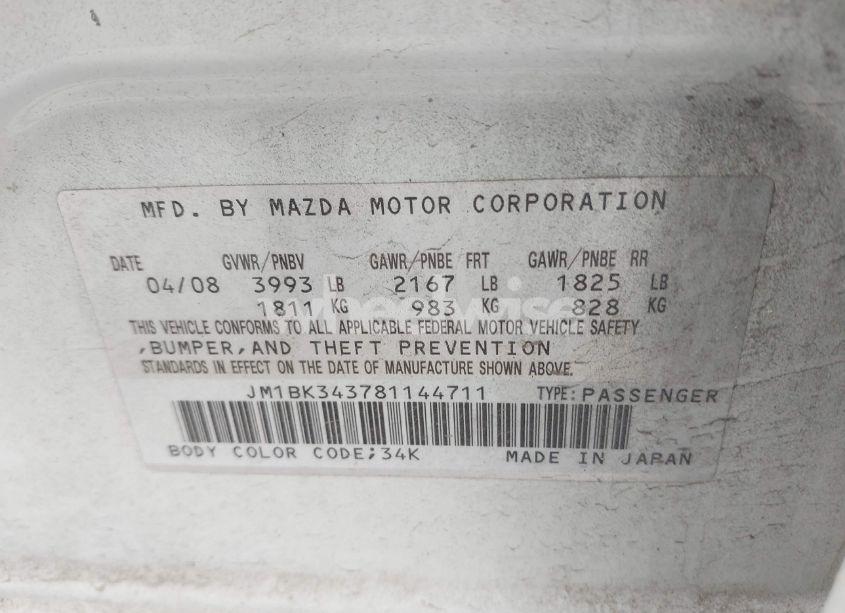 MFD. BY MAZDA MOTOR CORPORATION
DATE GVWR/PNBV GAWR/PNBE FRT GAWR/PNBE RR
04/08 3993 LB 2167 LB 1825 LB
1811 KG 983 KG 828 KG
THIS VEHICLE CONFORMS TO ALL APPLICABLE FEDERAL MOTOR VEHICLE SAFETY
,BUMPER,AND THEFT PREVENTION
STANDARDS IN EFFECT ON THE DATE OF MANUFACTURE SHOWN ABOVE.
JM1BK343781144711 TYPE:PASSENGER
BODY COLOR CODE;34K MADE IN JAPAN